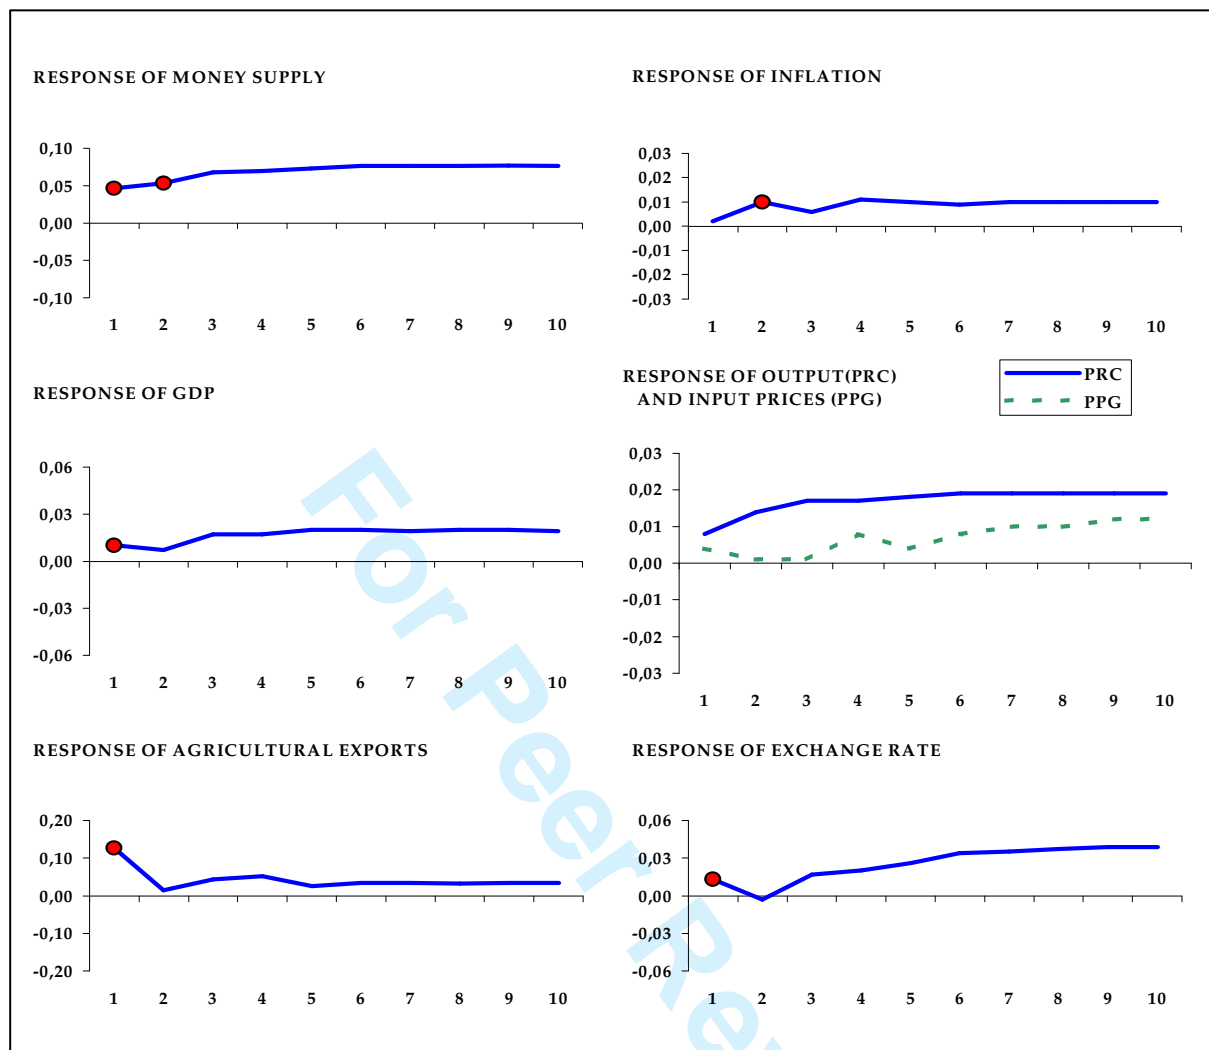 RESPONSE OF MONEY SUPPLY
0,10
0,05
0,00
-0,05
-0,10
1 2 3 4 5 6 7 8 9 10
RESPONSE OF INFLATION
0,03
0,02
0,01
0,00
-0,01
-0,02
-0,03
1 2 3 4 5 6 7 8 9 10
RESPONSE OF GDP
0,06
0,03
0,00
-0,03
-0,06
1 2 3 4 5 6 7 8 9 10
RESPONSE OF OUTPUT(PRC)
AND INPUT PRICES (PPG)
PRC
PPG
0,03
0,02
0,01
0,00
-0,01
-0,02
-0,03
1 2 3 4 5 6 7 8 9 10
RESPONSE OF AGRICULTURAL EXPORTS
0,20
0,10
0,00
-0,10
-0,20
1 2 3 4 5 6 7 8 9 10
RESPONSE OF EXCHANGE RATE
0,06
0,03
0,00
-0,03
-0,06
1 2 3 4 5 6 7 8 9 10
For Peer Re